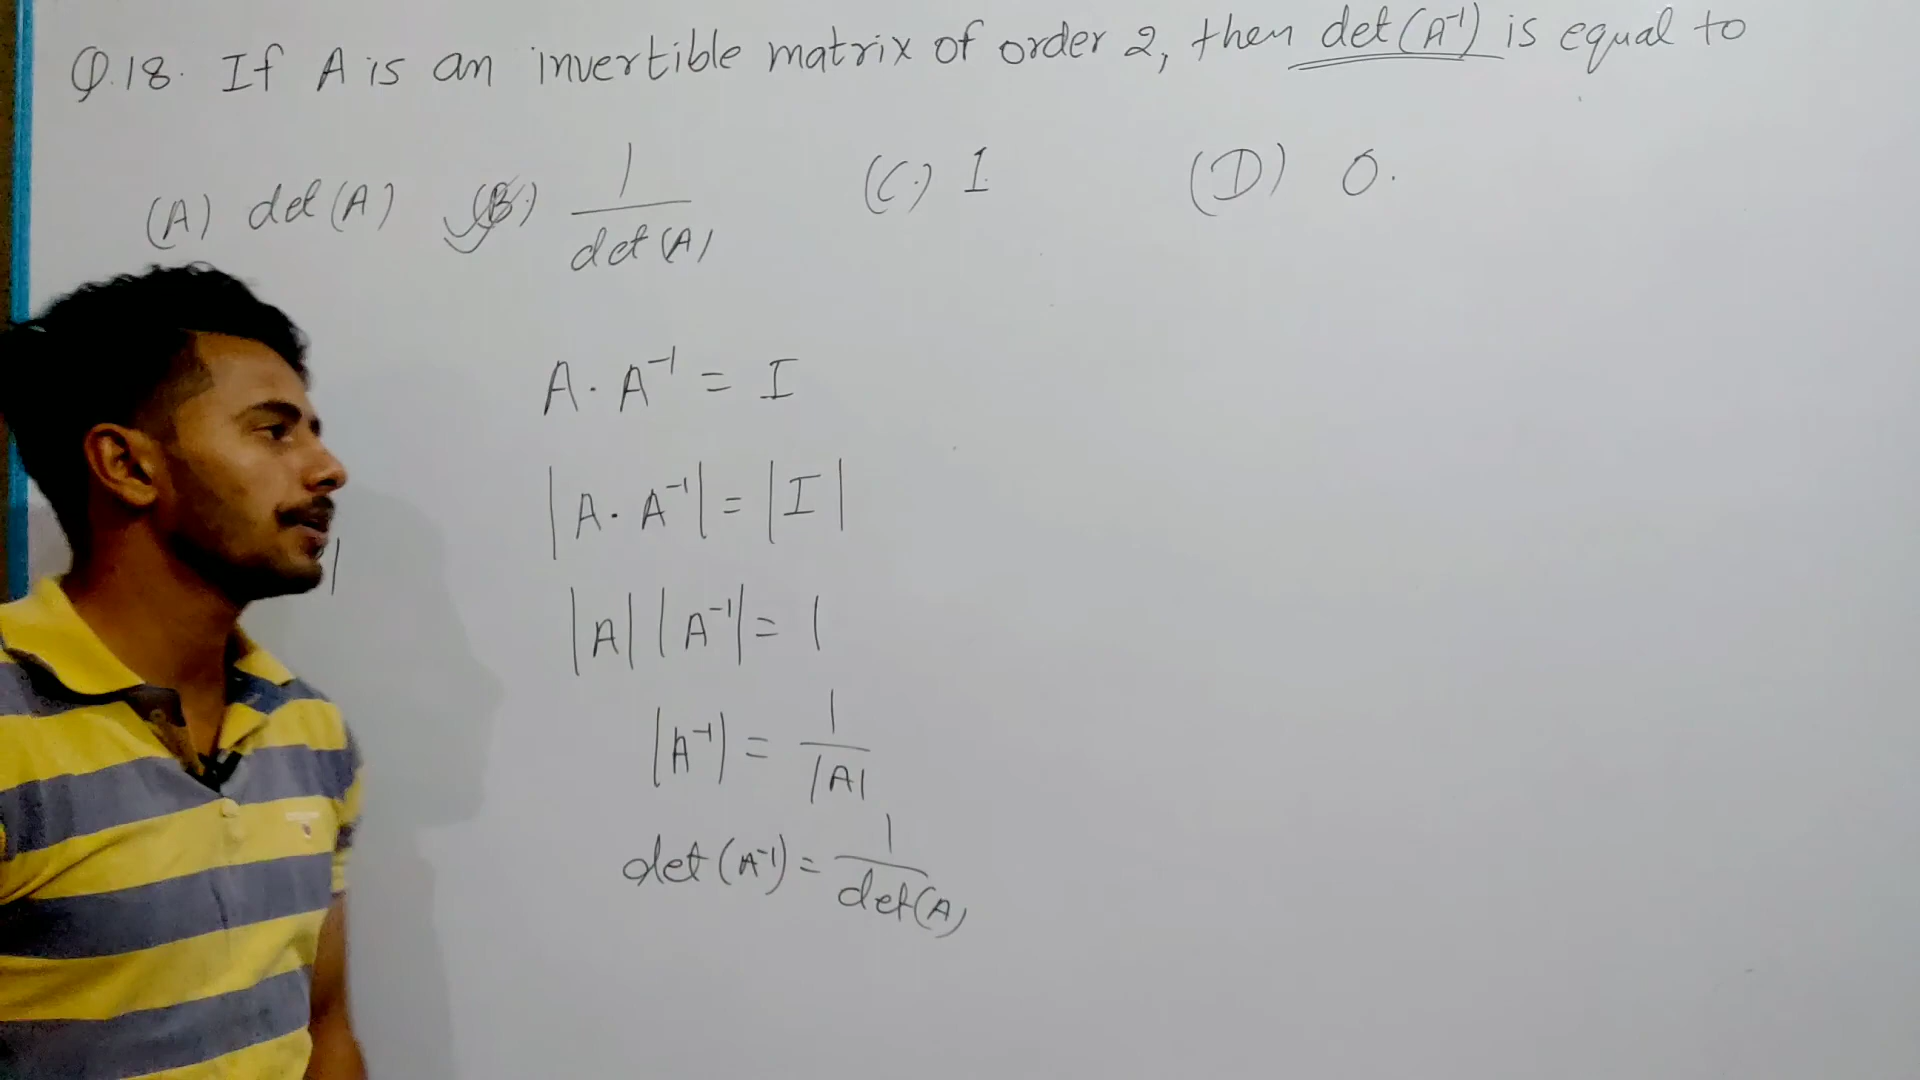 Q.18. If A is an invertible matrix of order 2, then det (A⁻¹) is equal to
(A) det (A) (B) 1/det (A) (C) 1 (D) 0.
A . A⁻¹ = I
|A . A⁻¹| = |I|
|A| |A⁻¹| = 1
|A⁻¹| = 1/|A|
det (A⁻¹) = 1/det (A)